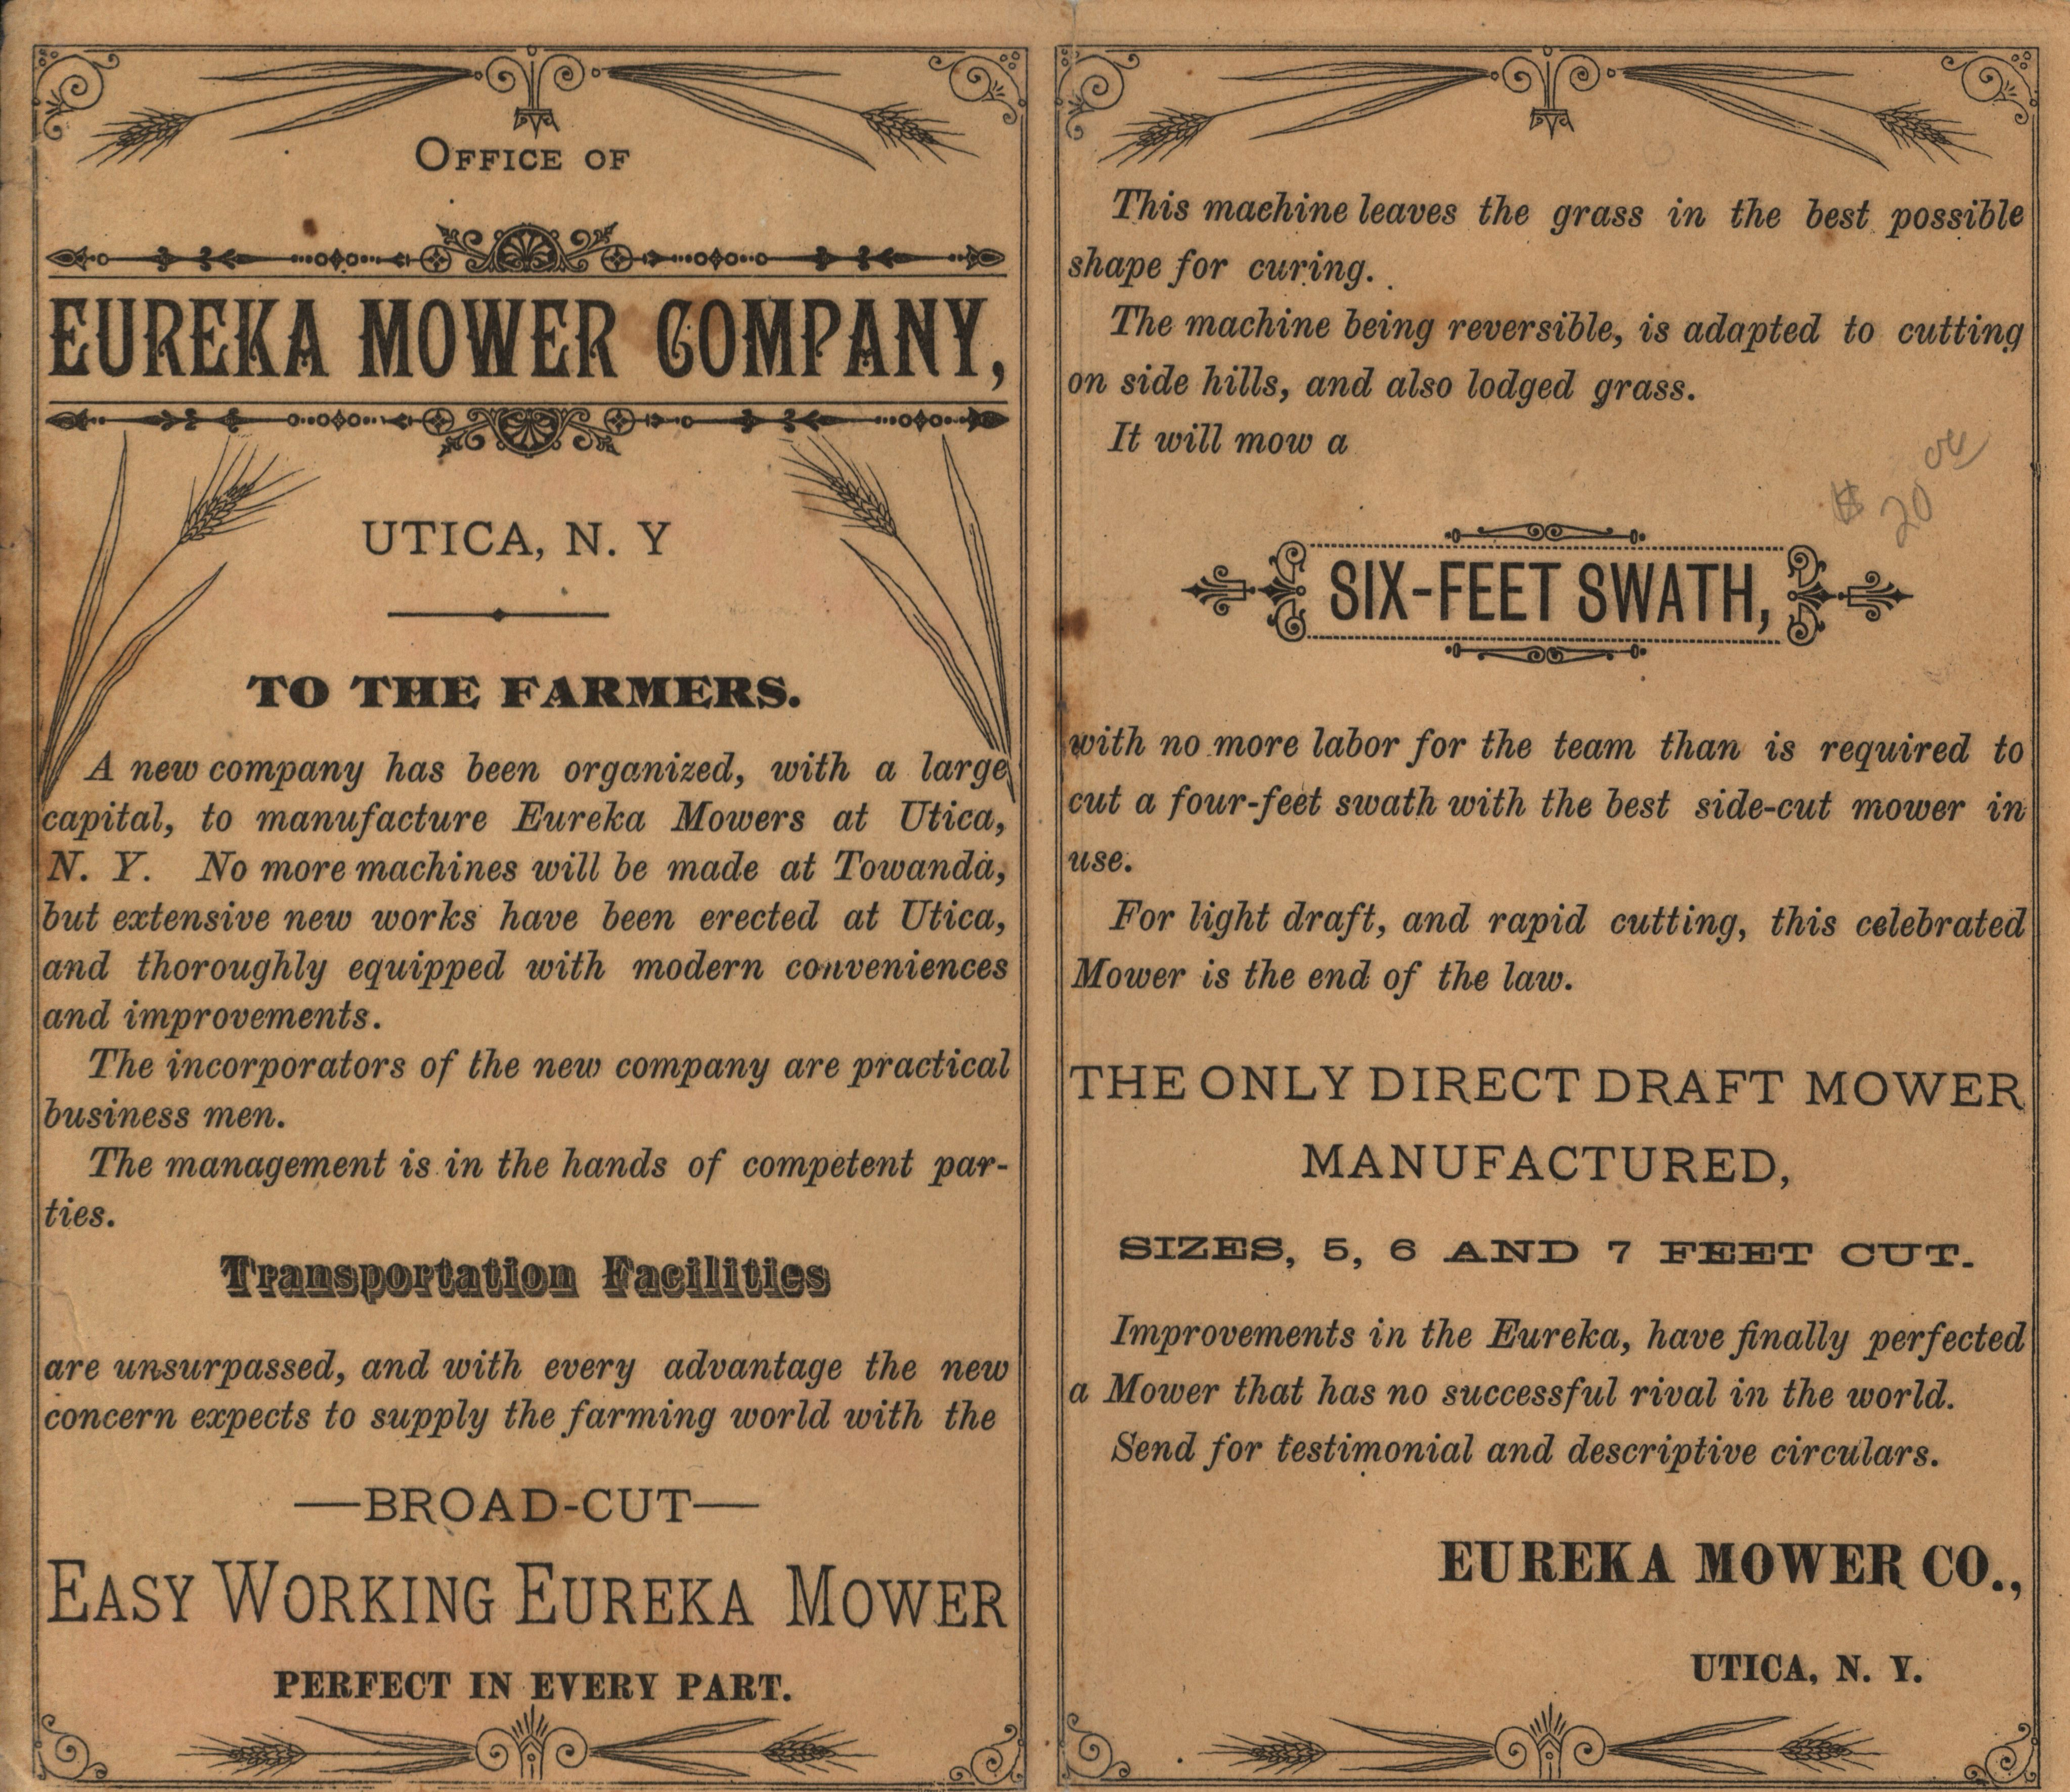 OFFICE OF
EUREKA MOWER COMPANY,
UTICA, N. Y
TO THE FARMERS.
A new company has been organized, with a large
capital, to manufacture Eureka Mowers at Utica,
N. Y. No more machines will be made at Towanda,
but extensive new works have been erected at Utica,
and thoroughly equipped with modern conveniences
and improvements.
The incorporators of the new company are practical
business men.
The management is in the hands of competent par-
ties.
Transportation Facilities
are unsurpassed, and with every advantage the new
concern expects to supply the farming world with the
—BROAD-CUT—
EASY WORKING EUREKA MOWER
PERFECT IN EVERY PART.
This machine leaves the grass in the best possible
shape for curing.
The machine being reversible, is adapted to cutting
on side hills, and also lodged grass.
It will mow a
$20 00
SIX-FEET SWATH,
with no more labor for the team than is required to
cut a four-feet swath with the best side-cut mower in
use.
For light draft, and rapid cutting, this celebrated
Mower is the end of the law.
THE ONLY DIRECT DRAFT MOWER
MANUFACTURED,
SIZES, 5, 6 AND 7 FEET CUT.
Improvements in the Eureka, have finally perfected
a Mower that has no successful rival in the world.
Send for testimonial and descriptive circulars.
EUREKA MOWER CO.,
UTICA, N. Y.